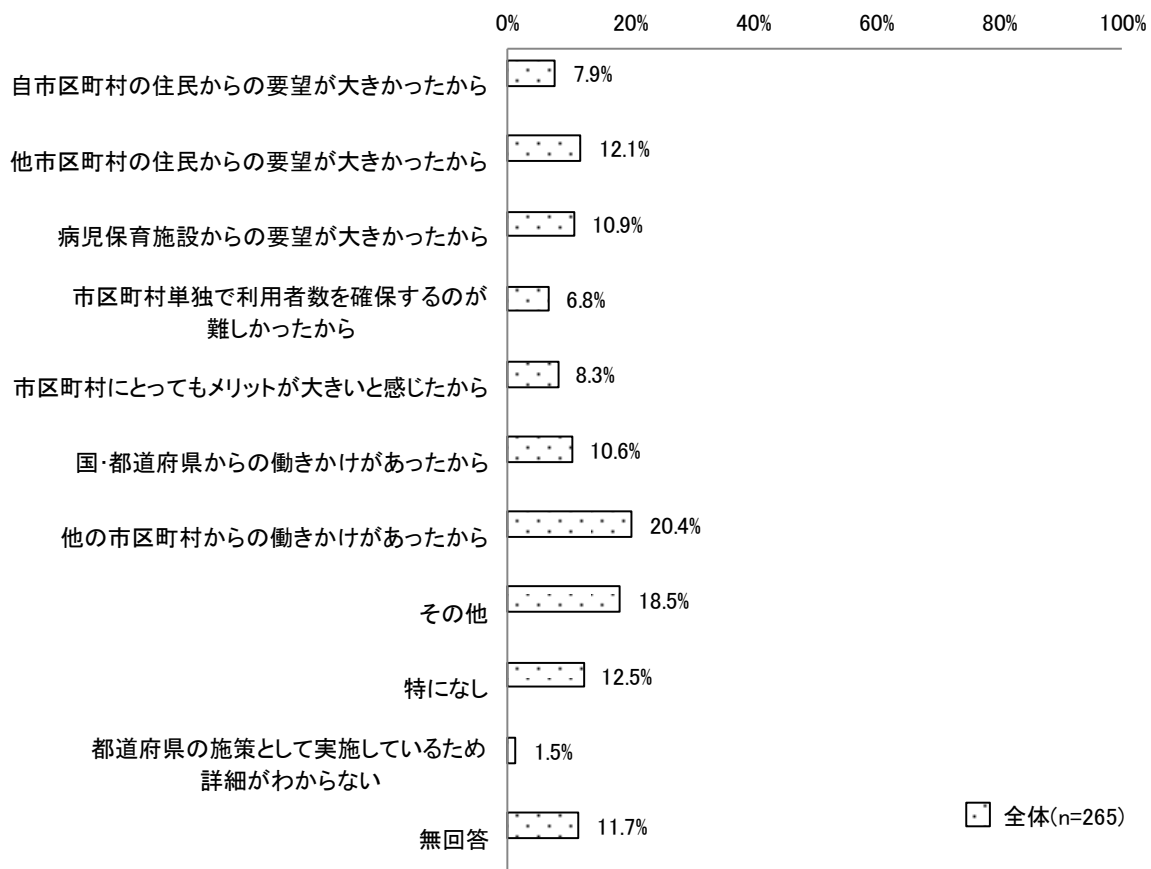 0% 20% 40% 60% 80% 100%
自市区町村の住民からの要望が大きかったから 7.9%
他市区町村の住民からの要望が大きかったから 12.1%
病児保育施設からの要望が大きかったから 10.9%
市区町村単独で利用者数を確保するのが
難しかったから 6.8%
市区町村にとってもメリットが大きいと感じたから 8.3%
国・都道府県からの働きかけがあったから 10.6%
他の市区町村からの働きかけがあったから 20.4%
その他 18.5%
特になし 12.5%
都道府県の施策として実施しているため
詳細がわからない 1.5%
無回答 11.7%
全体(n=265)